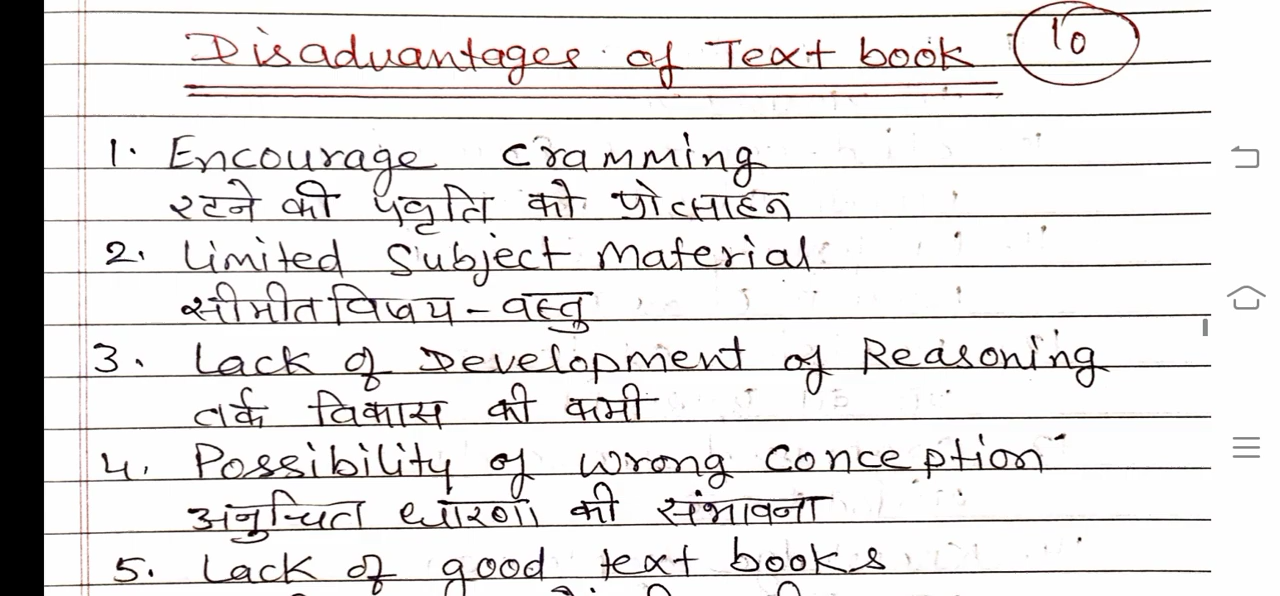 Disadvantages of Text book 10
1. Encourage Cramming
रटने की प्रवृति को प्रोत्साहन
2. Limited Subject Material
सीमीत विषय - वस्तु
3. Lack of Development of Reasoning
तर्क विकास की कमी
4. Possibility of Wrong Conception
अनुचित धारणा की संभावना
5. Lack of good text books